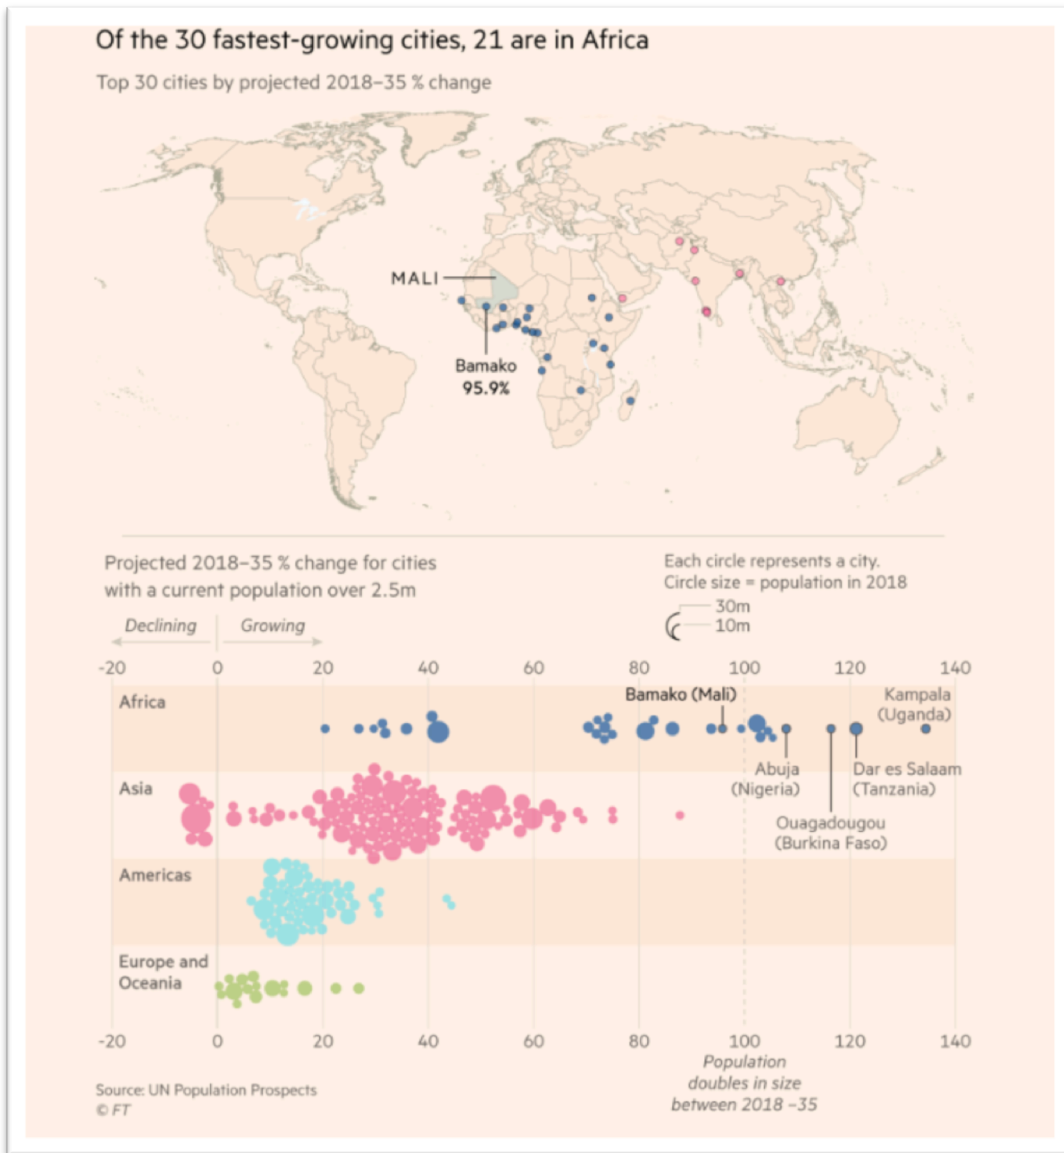 Of the 30 fastest-growing cities, 21 are in Africa
Top 30 cities by projected 2018–35 % change
MALI
Bamako
95.9%
Projected 2018–35 % change for cities
with a current population over 2.5m
Each circle represents a city.
Circle size = population in 2018
30m
10m
Declining
Growing
-20 0 20 40 60 80 100 120 140
Africa
Bamako (Mali)
Kampala
(Uganda)
Abuja
(Nigeria)
Dar es Salaam
(Tanzania)
Ouagadougou
(Burkina Faso)
Asia
Americas
Europe and
Oceania
-20 0 20 40 60 80 100 120 140
Population
doubles in size
between 2018 –35
Source: UN Population Prospects
© FT